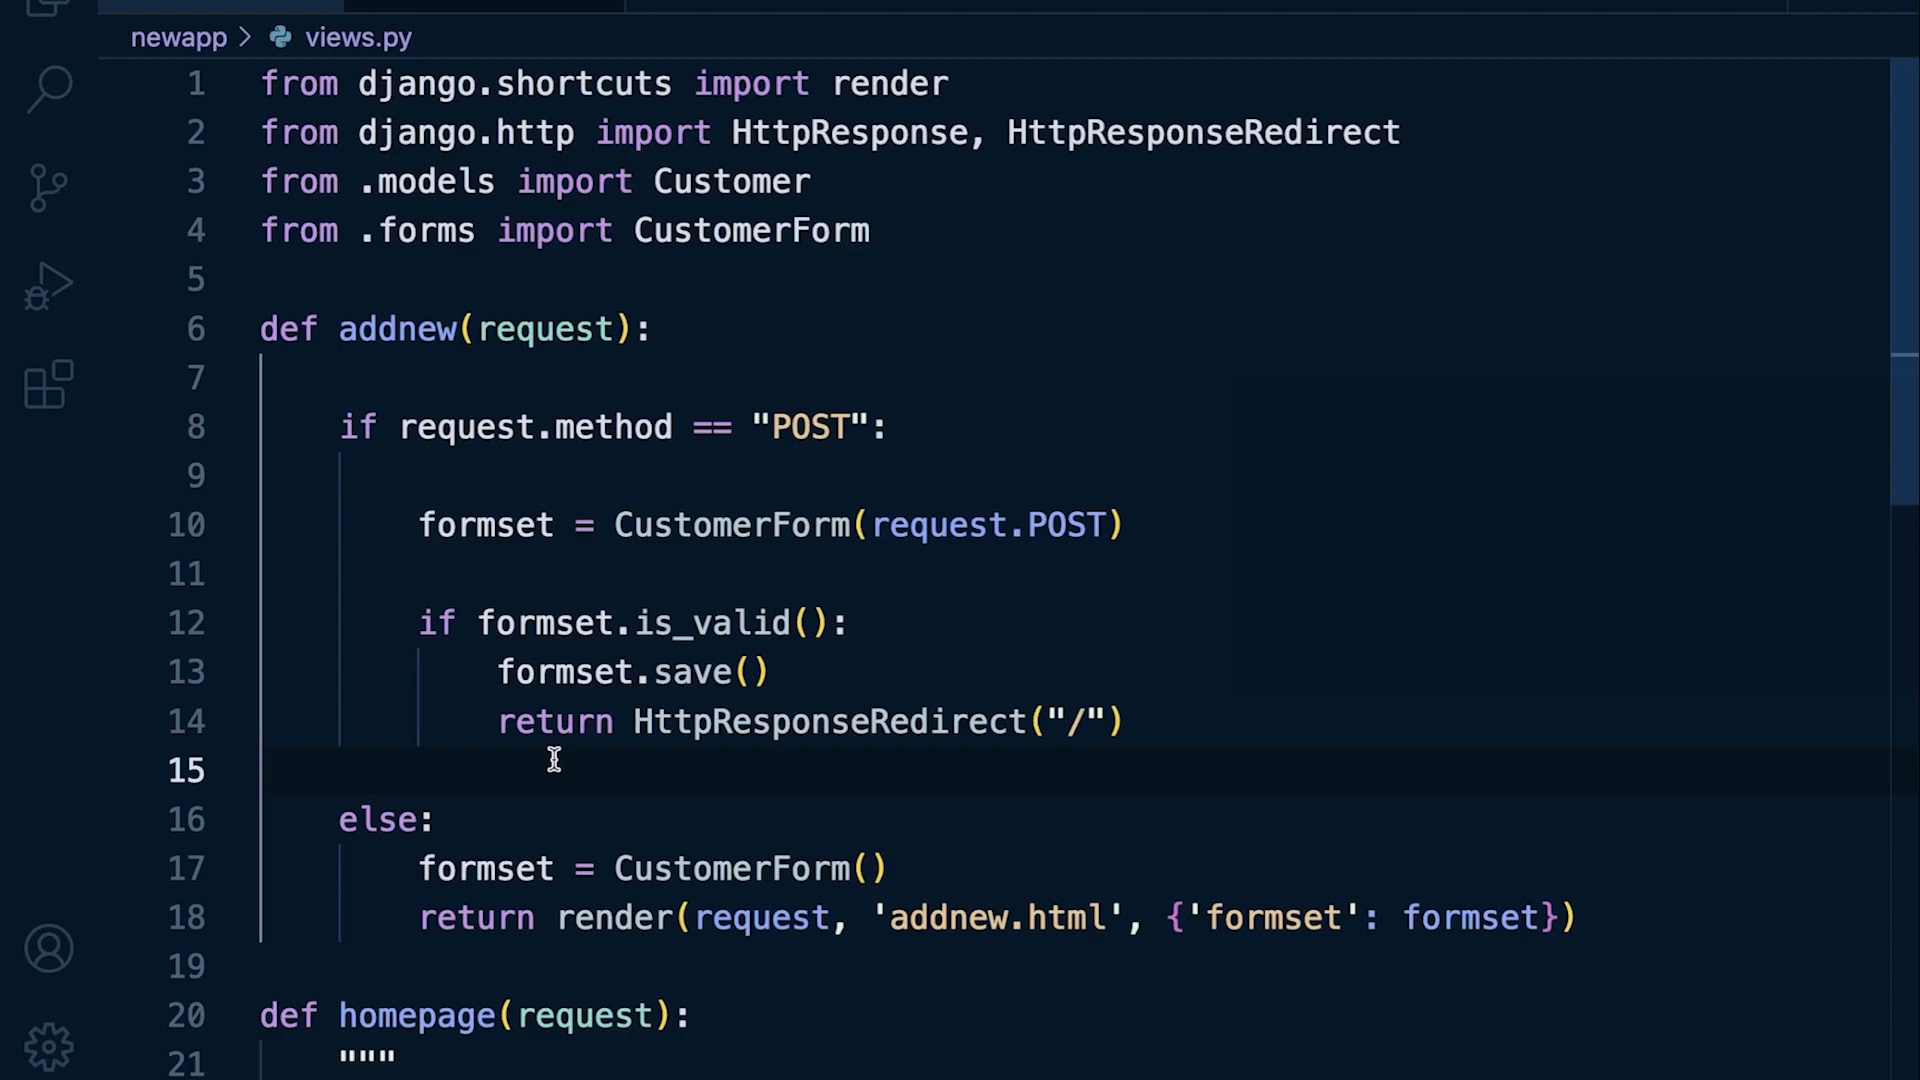 newapp > views.py
1 from django.shortcuts import render
2 from django.http import HttpResponse, HttpResponseRedirect
3 from .models import Customer
4 from .forms import CustomerForm
5
6 def addnew(request):
7
8     if request.method == "POST":
9
10         formset = CustomerForm(request.POST)
11
12         if formset.is_valid():
13             formset.save()
14             return HttpResponseRedirect("/")
15
16     else:
17         formset = CustomerForm()
18         return render(request, 'addnew.html', {'formset': formset})
19
20 def homepage(request):
21     """